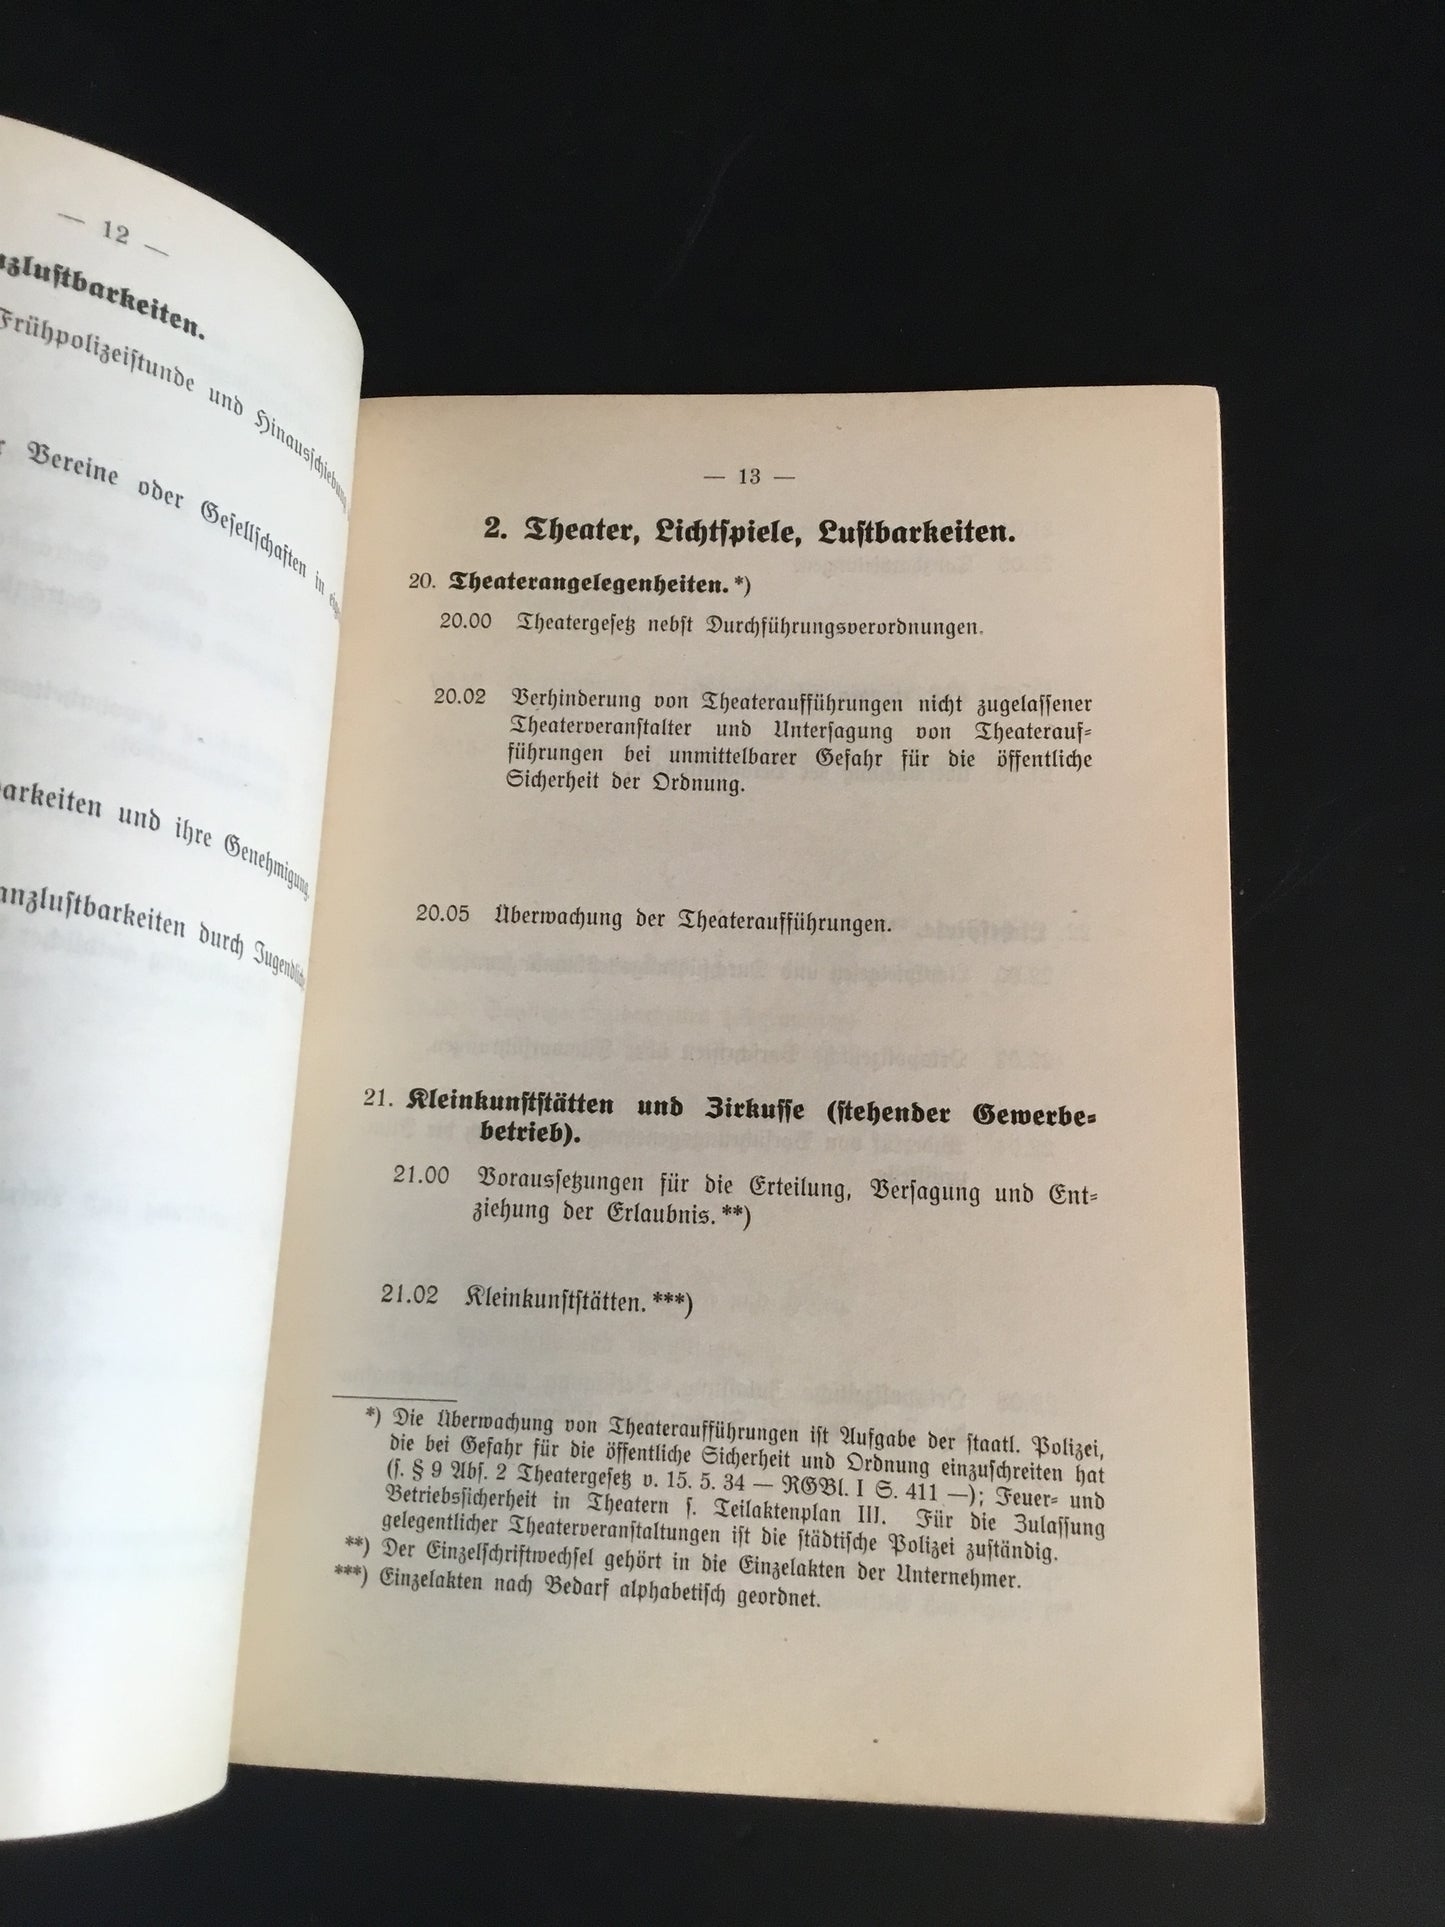 — 12 —
nzlustbarkeiten.
Frühpolizeistunde und Hinausschiebung
r Vereine oder Gesellschaften in
arkeiten und ihre Genehmigung.
anzlustbarkeiten durch Jugendliche
— 13 —
2. Theater, Lichtspiele, Lustbarkeiten.
20. Theaterangelegenheiten.*)
20.00 Theatergesetz nebst Durchführungsverordnungen.
20.02 Verhinderung von Theateraufführungen nicht zugelassener
Theaterveranstalter und Untersagung von Theaterauf-
führungen bei unmittelbarer Gefahr für die öffentliche
Sicherheit der Ordnung.
20.05 Überwachung der Theateraufführungen.
21. Kleinkunststätten und Zirkusse (stehender Gewerbe-
betrieb).
21.00 Voraussetzungen für die Erteilung, Versagung und Ent-
ziehung der Erlaubnis.**)
21.02 Kleinkunststätten.***)
*) Die Überwachung von Theateraufführungen ist Aufgabe der staatl. Polizei,
die bei Gefahr für die öffentliche Sicherheit und Ordnung einzuschreiten hat
(s. § 9 Abs. 2 Theatergesetz v. 15. 5. 34 — RGBl. I S. 411 —); Feuer- und
Betriebssicherheit in Theatern s. Teilaktenplan III. Für die Zulassung
gelegentlicher Theaterveranstaltungen ist die städtische Polizei zuständig.
**) Der Einzelschriftwechsel gehört in die Einzelakten der Unternehmer.
***) Einzelakten nach Bedarf alphabetisch geordnet.